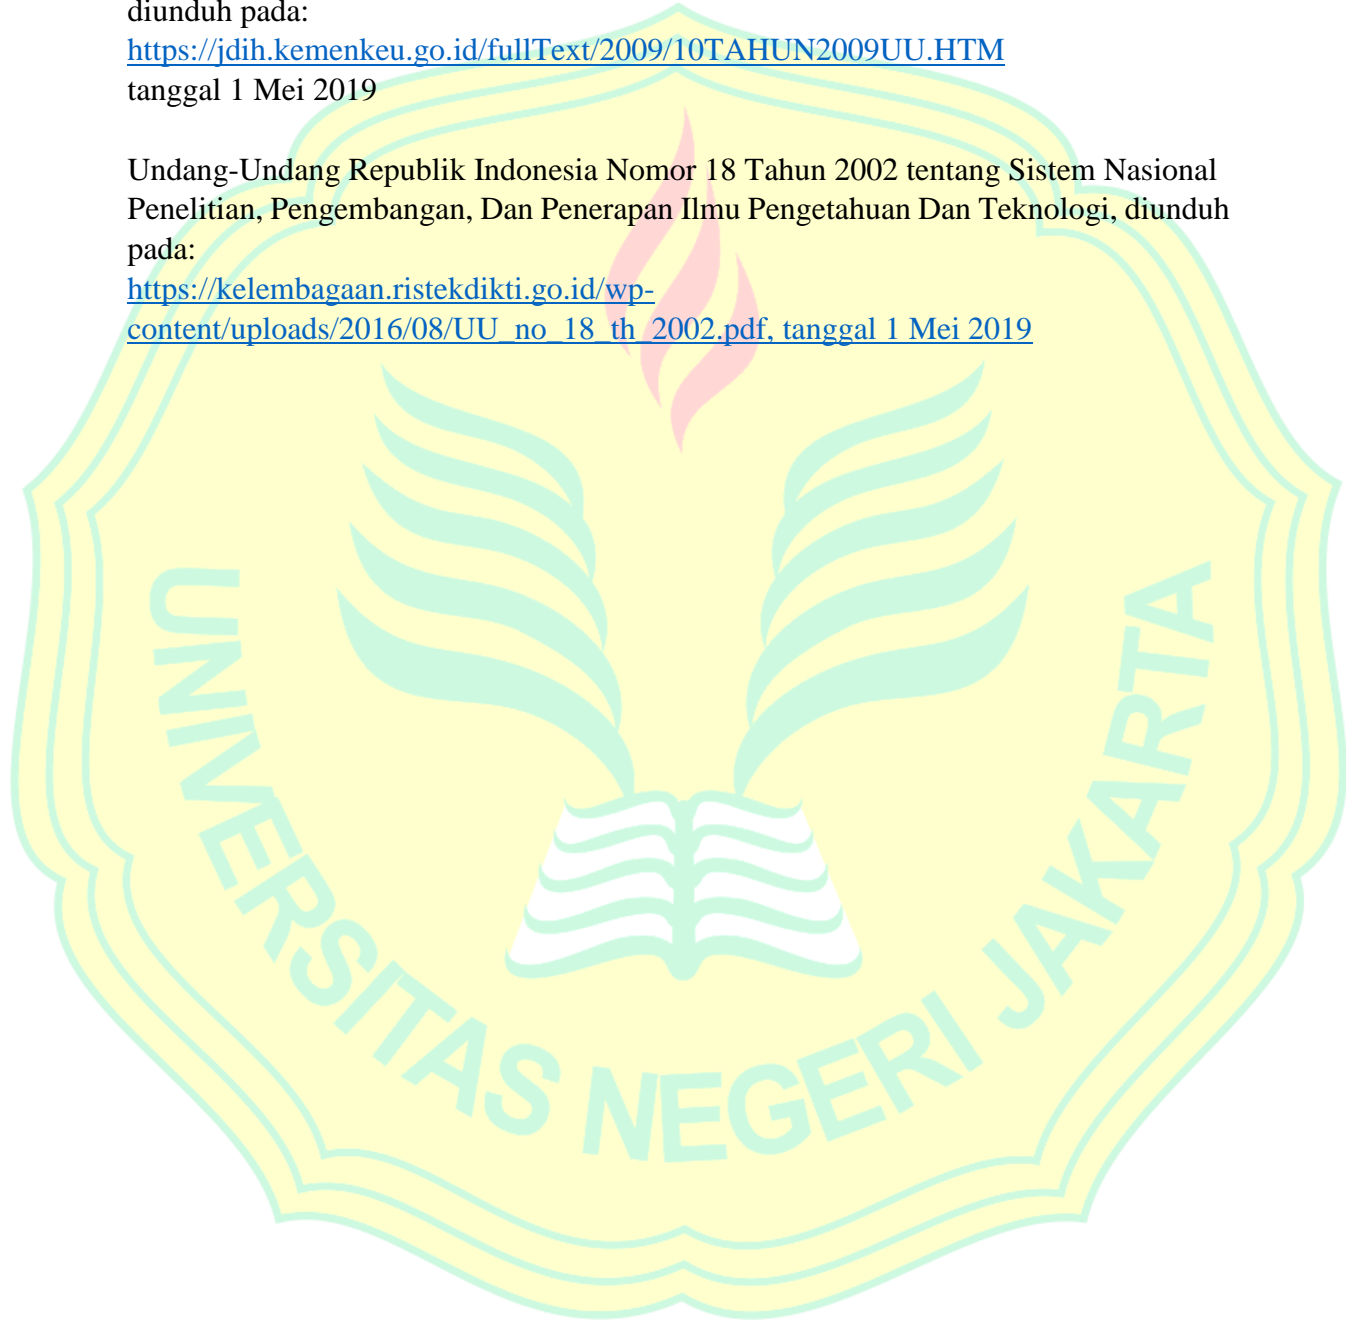 diunduh pada:
https://jdih.kemenkeu.go.id/fullText/2009/10TAHUN2009UU.HTM
tanggal 1 Mei 2019
Undang-Undang Republik Indonesia Nomor 18 Tahun 2002 tentang Sistem Nasional
Penelitian, Pengembangan, Dan Penerapan Ilmu Pengetahuan Dan Teknologi, diunduh
pada:
https://kelembagaan.ristekdikti.go.id/wp-
content/uploads/2016/08/UU_no_18_th_2002.pdf, tanggal 1 Mei 2019
UNIVERSITAS NEGERI JAKARTA